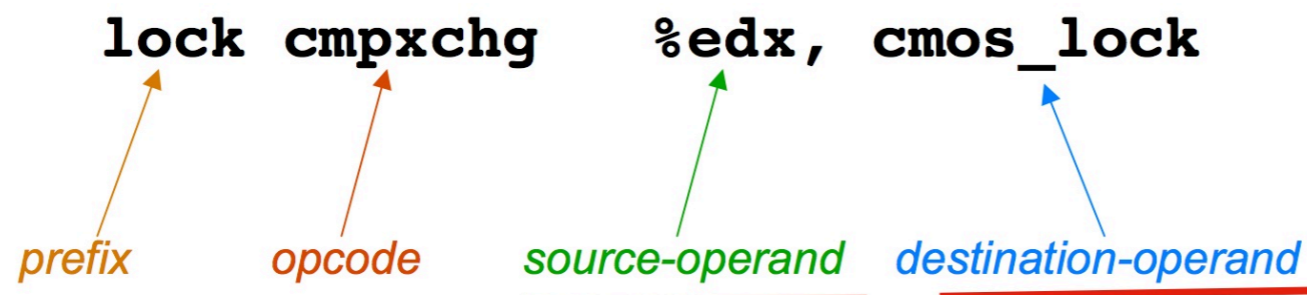 lock cmpxchg %edx, cmos_lock
prefix opcode source-operand destination-operand